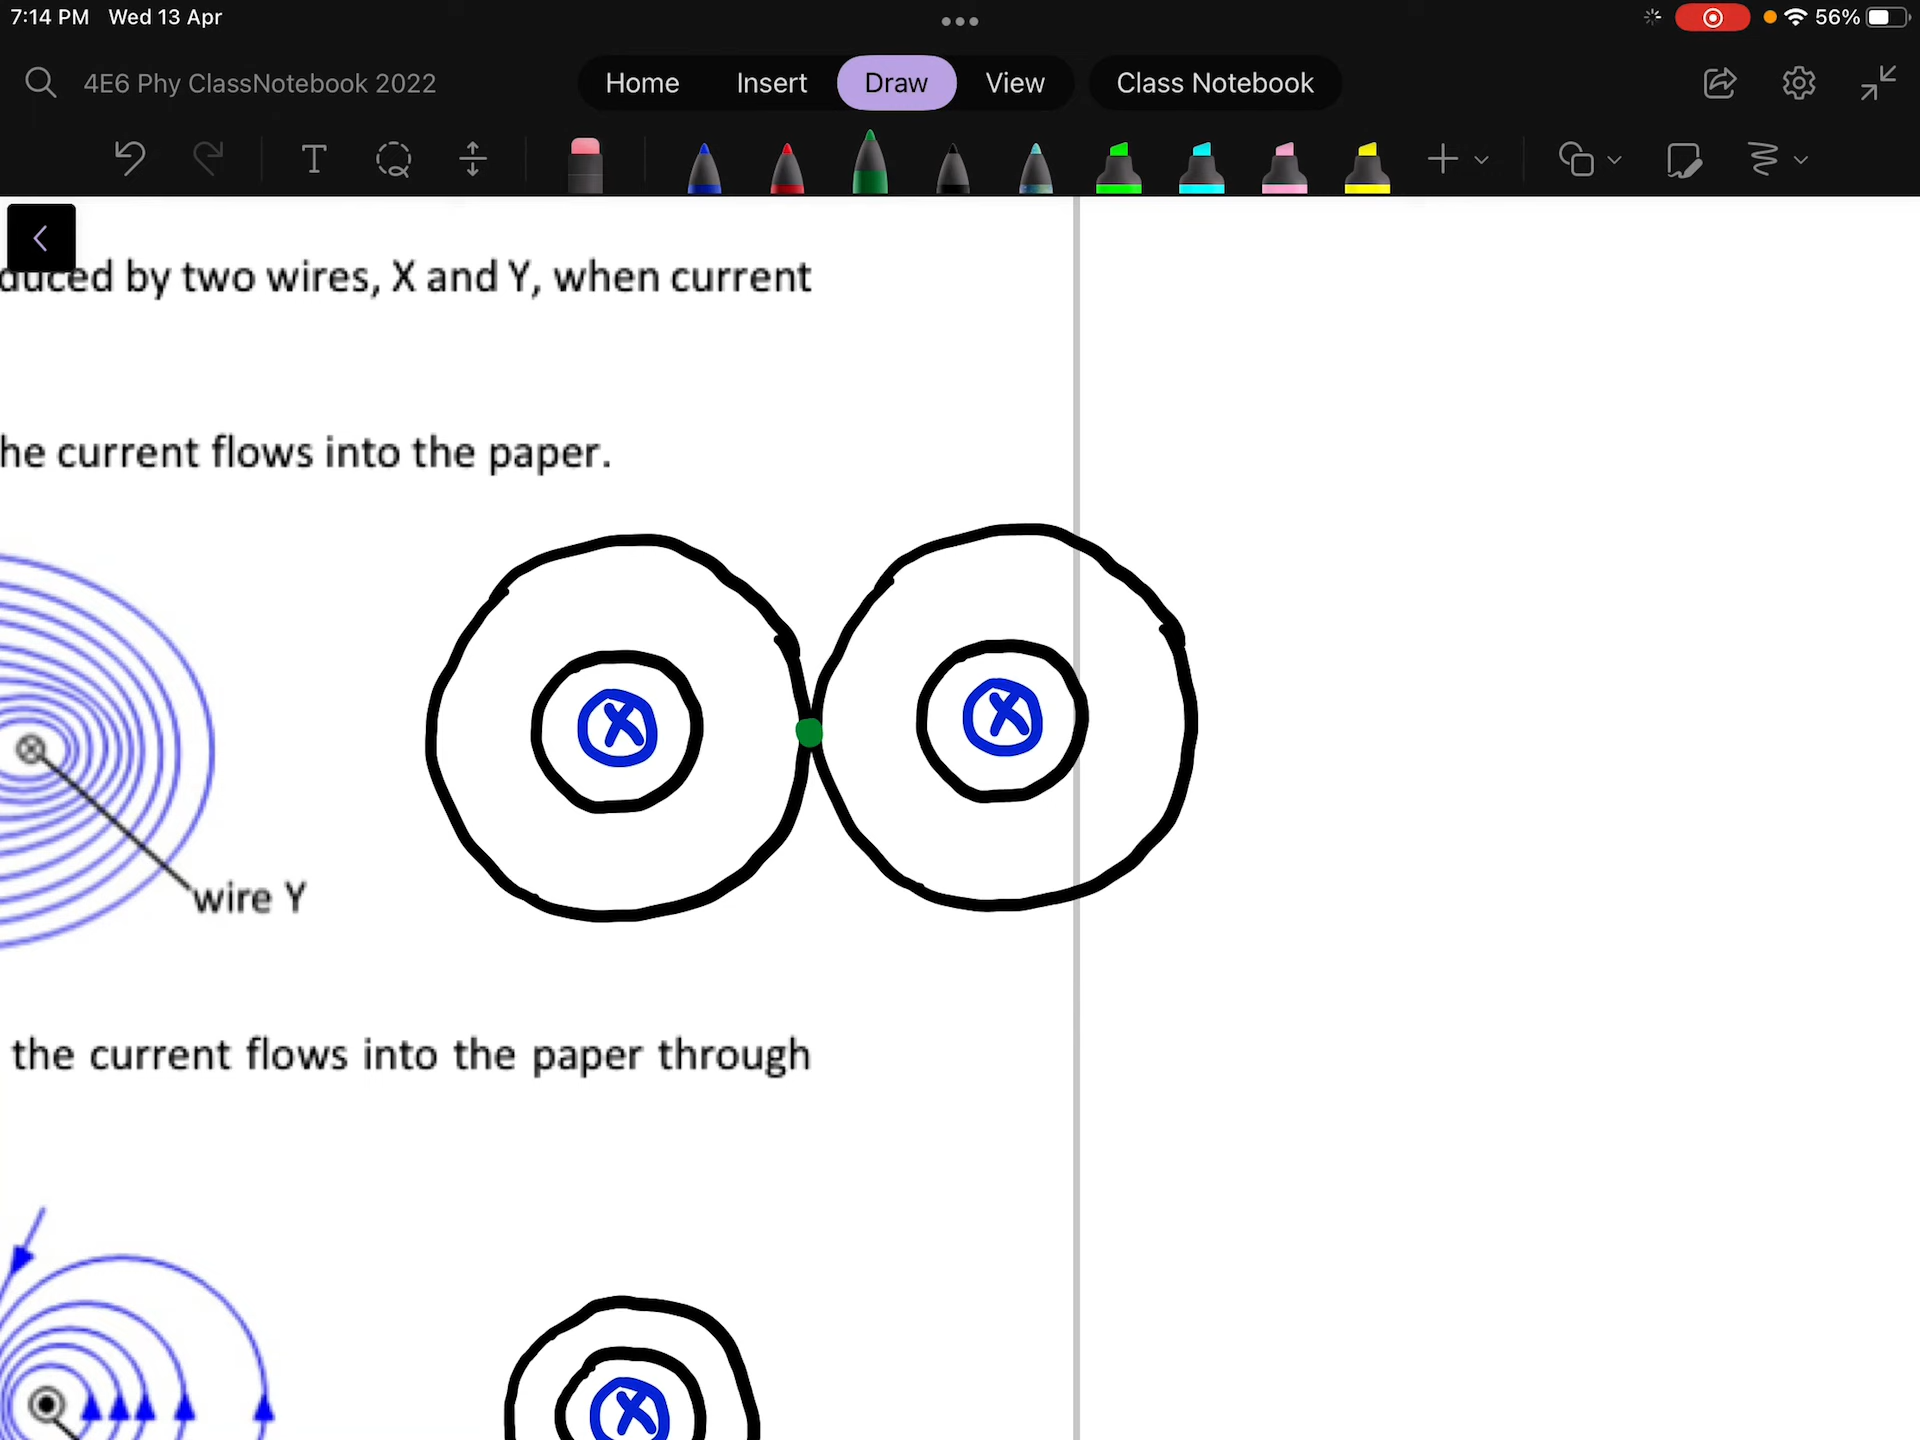 7:14 PM Wed 13 Apr
56%
4E6 Phy ClassNotebook 2022
Home Insert Draw View Class Notebook
by two wires, X and Y, when current
he current flows into the paper.
wire Y
the current flows into the paper through